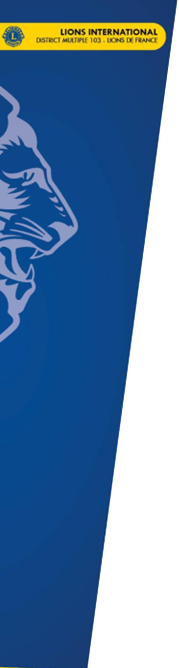 LIONS INTERNATIONAL
DISTRICT MULTIPLE 103 - LIONS DE FRANCE